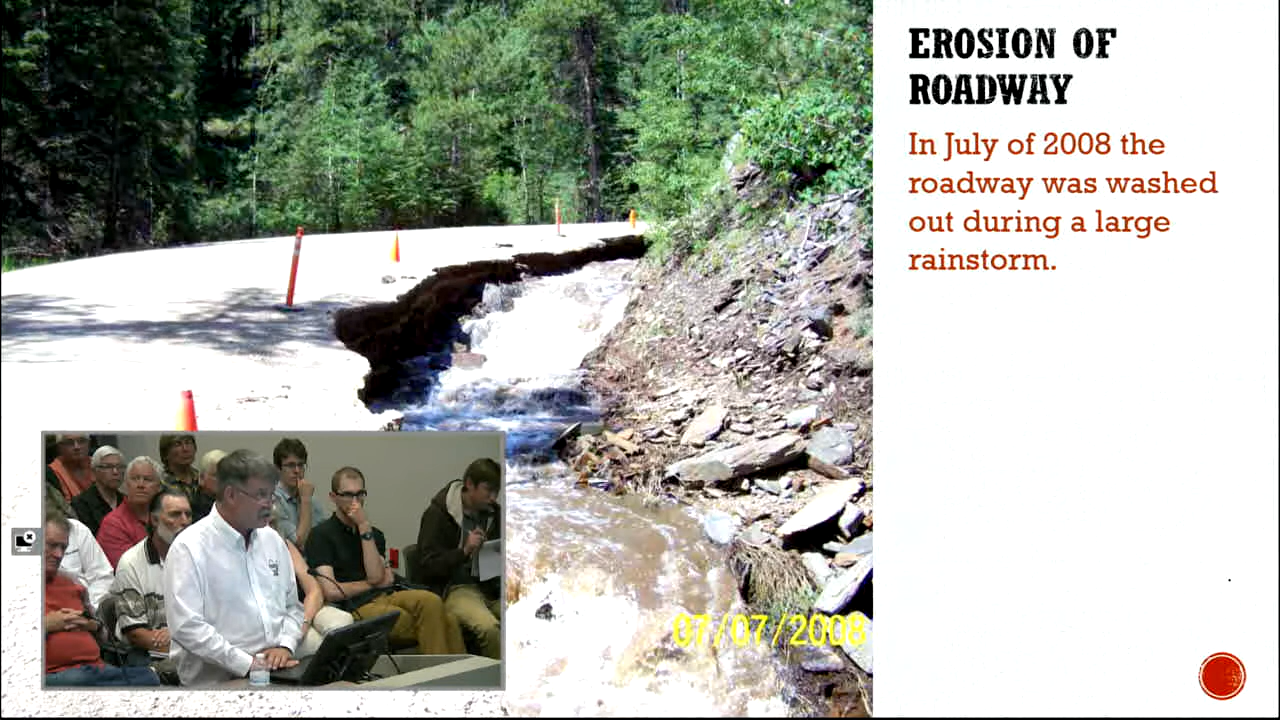 EROSION OF
ROADWAY
In July of 2008 the
roadway was washed
out during a large
rainstorm.
07/07/2008